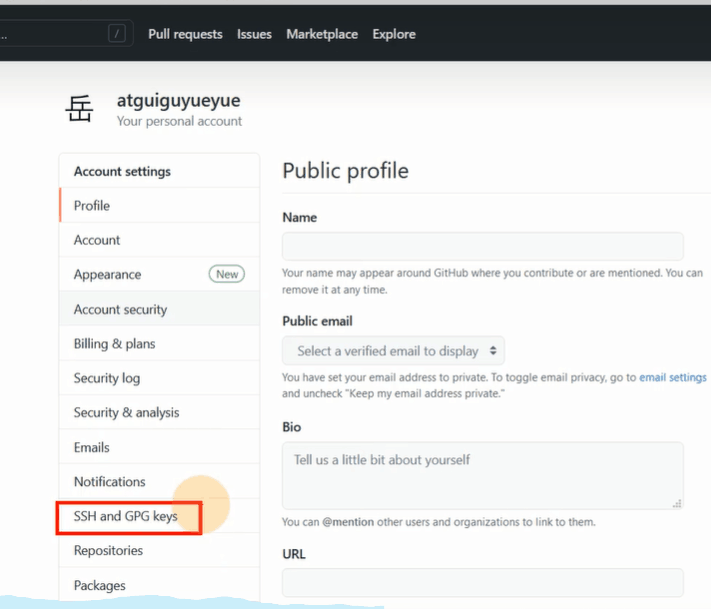 ... /
Pull requests Issues Marketplace Explore
岳
atguiguyueyue
Your personal account
Account settings
Profile
Account
Appearance New
Account security
Billing & plans
Security log
Security & analysis
Emails
Notifications
SSH and GPG keys
Repositories
Packages
Public profile
Name
Your name may appear around GitHub where you contribute or are mentioned. You can
remove it at any time.
Public email
Select a verified email to display
You have set your email address to private. To toggle email privacy, go to email settings
and uncheck "Keep my email address private."
Bio
Tell us a little bit about yourself
You can @mention other users and organizations to link to them.
URL